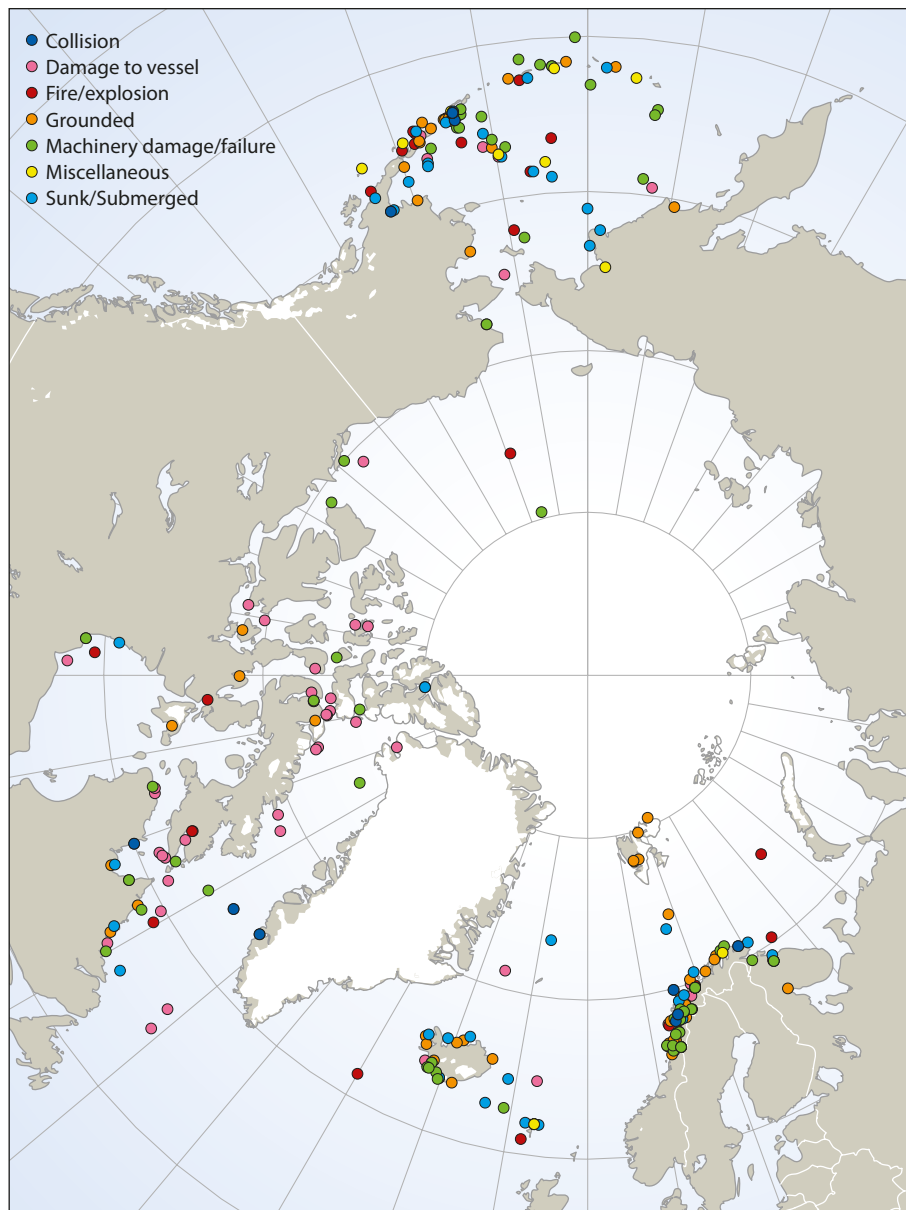 Collision
Damage to vessel
Fire/explosion
Grounded
Machinery damage/failure
Miscellaneous
Sunk/Submerged